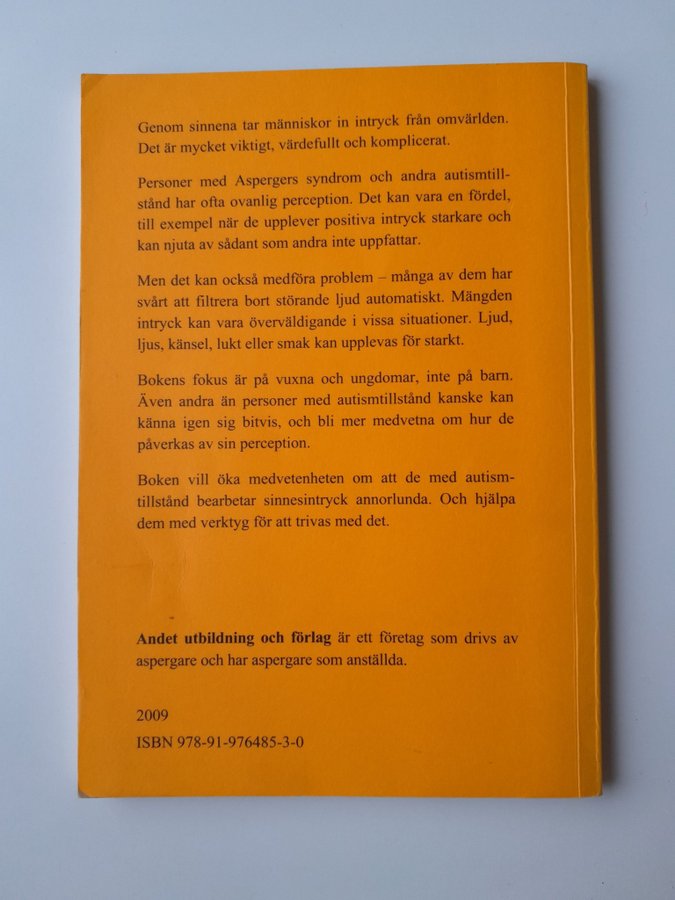 Genom sinnena tar människor in intryck från omvärlden.
Det är mycket viktigt, värdefullt och komplicerat.
Personer med Aspergers syndrom och andra autismtill-
stånd har ofta ovanlig perception. Det kan vara en fördel,
till exempel när de upplever positiva intryck starkare och
kan njuta av sådant som andra inte uppfattar.
Men det kan också medföra problem – många av dem har
svårt att filtrera bort störande ljud automatiskt. Mängden
intryck kan vara överväldigande i vissa situationer. Ljud,
ljus, känsel, lukt eller smak kan upplevas för starkt.
Bokens fokus är på vuxna och ungdomar, inte på barn.
Även andra än personer med autismtillstånd kanske kan
känna igen sig bitvis, och bli mer medvetna om hur de
påverkas av sin perception.
Boken vill öka medvetenheten om att de med autism-
tillstånd bearbetar sinnesintryck annorlunda. Och hjälpa
dem med verktyg för att trivas med det.
Andet utbildning och förlag är ett företag som drivs av
aspergare och har aspergare som anställda.
2009
ISBN 978-91-976485-3-0